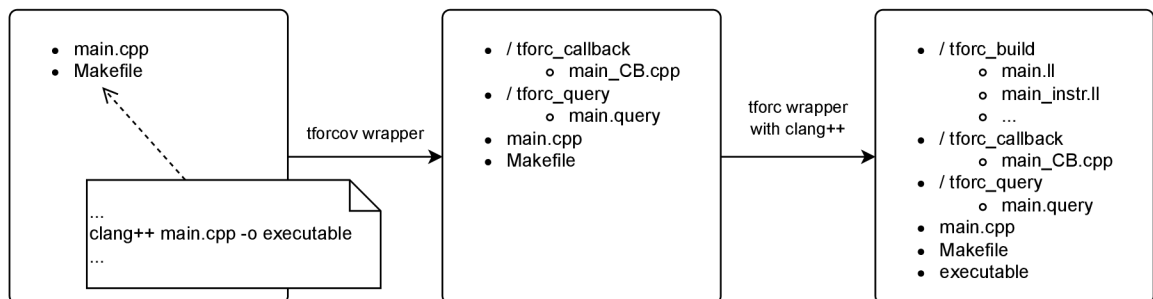 main.cpp
Makefile
...
clang++ main.cpp -o executable
...
tforcov wrapper
/ tforc_callback
main_CB.cpp
/ tforc_query
main.query
main.cpp
Makefile
tforc wrapper
with clang++
/ tforc_build
main.ll
main_instr.ll
...
/ tforc_callback
main_CB.cpp
/ tforc_query
main.query
main.cpp
Makefile
executable